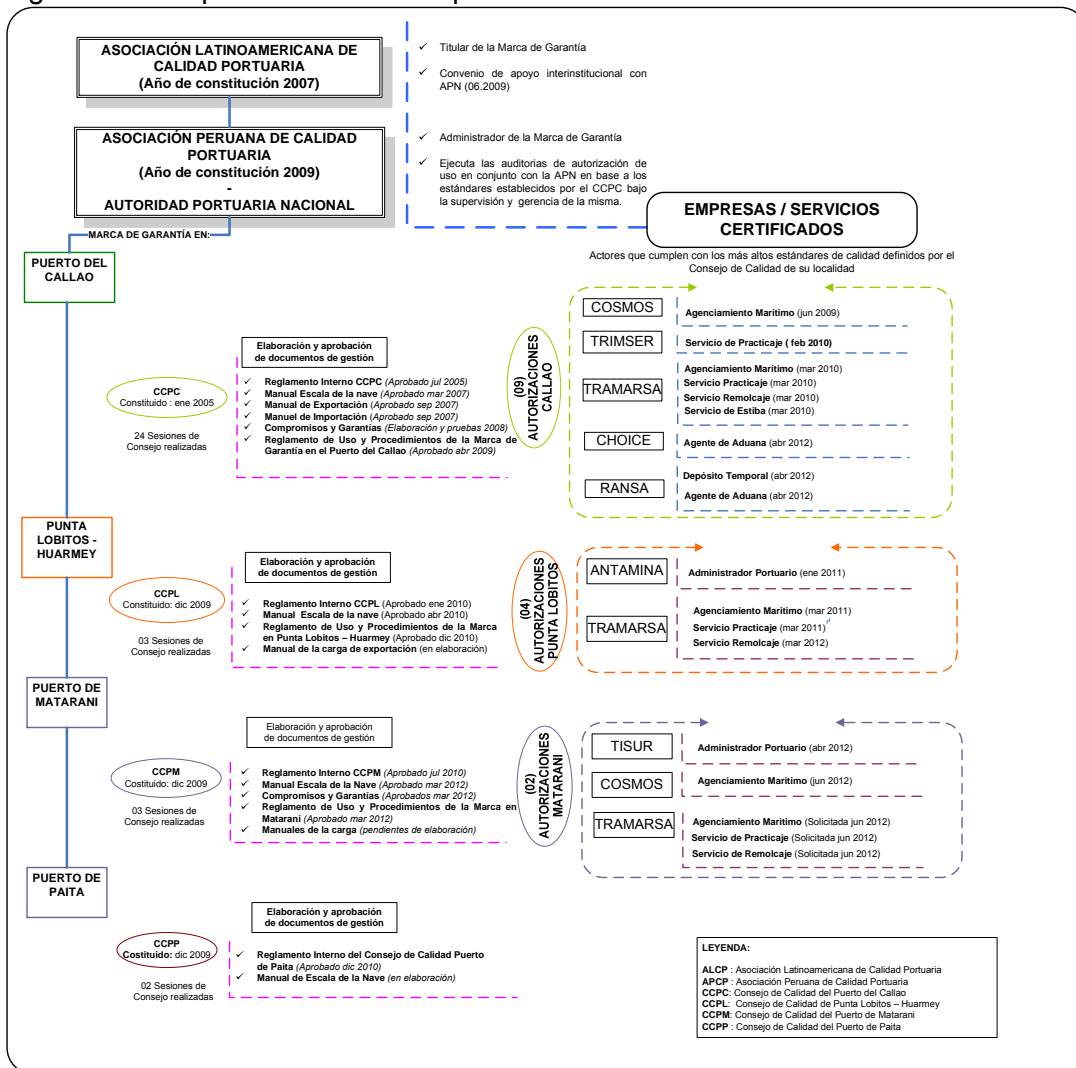 ASOCIACIÓN LATINOAMERICANA DE
CALIDAD PORTUARIA
(Año de constitución 2007)
✓ Titular de la Marca de Garantía
✓ Convenio de apoyo interinstitucional con
APN (06.2009)
ASOCIACIÓN PERUANA DE CALIDAD
PORTUARIA
(Año de constitución 2009)
-
AUTORIDAD PORTUARIA NACIONAL
✓ Administrador de la Marca de Garantía
✓ Ejecuta las auditorias de autorización de
uso en conjunto con la APN en base a los
estándares establecidos por el CCPC bajo
la supervisión y gerencia de la misma.
MARCA DE GARANTÍA EN:
EMPRESAS / SERVICIOS
CERTIFICADOS
Actores que cumplen con los más altos estándares de calidad definidos por el
Consejo de Calidad de su localidad
PUERTO DEL
CALLAO
CCPC
Constituido : ene 2005
24 Sesiones de
Consejo realizadas
Elaboración y aprobación
de documentos de gestión
✓ Reglamento Interno CCPC (Aprobado jul 2005)
✓ Manual Escala de la nave (Aprobado mar 2007)
✓ Manual de Exportación (Aprobado sep 2007)
✓ Manuel de Importación (Aprobado sep 2007)
✓ Compromisos y Garantías (Elaboración y pruebas 2008)
✓ Reglamento de Uso y Procedimientos de la Marca de
Garantía en el Puerto del Callao (Aprobado abr 2009)
(09)
AUTORIZACIONES
CALLAO
COSMOS
Agenciamiento Marítimo (jun 2009)
TRIMSER
Servicio de Practicaje ( feb 2010)
TRAMARSA
Agenciamiento Marítimo (mar 2010)
Servicio Practicaje (mar 2010)
Servicio Remolcaje (mar 2010)
Servicio de Estiba (mar 2010)
CHOICE
Agente de Aduana (abr 2012)
RANSA
Depósito Temporal (abr 2012)
Agente de Aduana (abr 2012)
PUNTA
LOBITOS -
HUARMEY
CCPL
Constituido: dic 2009
03 Sesiones de
Consejo realizadas
Elaboración y aprobación
de documentos de gestión
✓ Reglamento Interno CCPL (Aprobado ene 2010)
✓ Manual Escala de la nave (Aprobado abr 2010)
✓ Reglamento de Uso y Procedimientos de la Marca
en Punta Lobitos – Huarmey (Aprobado dic 2010)
✓ Manual de la carga de exportación (en elaboración)
(04)
AUTORIZACIONES
PUNTA LOBITOS
ANTAMINA
Administrador Portuario (ene 2011)
TRAMARSA
Agenciamiento Maritimo (mar 2011)
Servicio Practicaje (mar 2011)
Servicio Remolcaje (mar 2012)
PUERTO DE
MATARANI
CCPM
Costituido: dic 2009
03 Sesiones de
Consejo realizadas
Elaboración y aprobación
de documentos de gestión
✓ Reglamento Interno CCPM (Aprobado jul 2010)
✓ Manual Escala de la Nave (Aprobado mar 2012)
✓ Compromisos y Garantías (Aprobados mar 2012)
✓ Reglamento de Uso y Procedimientos de la Marca en
Matarani (Aprobado mar 2012)
✓ Manuales de la carga (pendientes de elaboración)
(02)
AUTORIZACIONES
MATARANI
TISUR
Administrador Portuario (abr 2012)
COSMOS
Agenciamiento Maritimo (jun 2012)
TRAMARSA
Agenciamiento Maritimo (Solicitada jun 2012)
Servicio de Practicaje (Solicitada jun 2012)
Servicio de Remolcaje (Solicitada jun 2012)
PUERTO DE
PAITA
CCPP
Costituido: dic 2009
02 Sesiones de
Consejo realizadas
Elaboración y aprobación
de documentos de gestión
✓ Reglamento Interno del Consejo de Calidad Puerto
de Paita (Aprobado dic 2010)
✓ Manual de Escala de la Nave (en elaboración)
LEYENDA:
ALCP : Asociación Latinoamericana de Calidad Portuaria
APCP : Asociación Peruana de Calidad Portuaria
CCPC: Consejo de Calidad del Puerto del Callao
CCPL: Consejo de Calidad de Punta Lobitos – Huarmey
CCPM: Consejo de Calidad del Puerto de Matarani
CCPP : Consejo de Calidad del Puerto de Paita